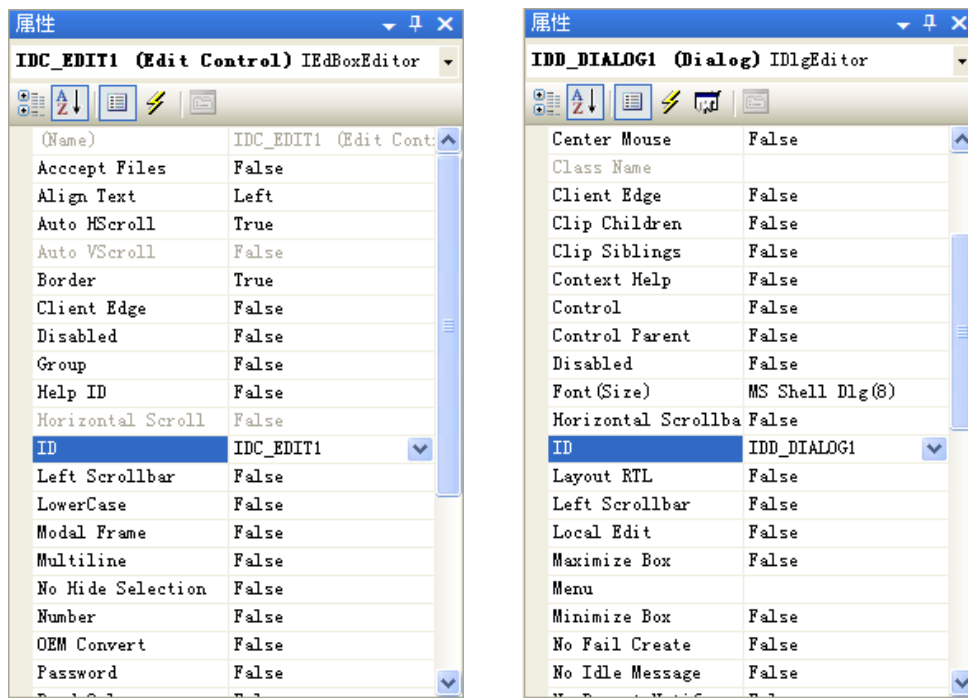 属性
IDC_EDIT1 (Edit Control) IEdBoxEditor
(Name) IDC_EDIT1 (Edit Cont
Acccept Files False
Align Text Left
Auto HScroll True
Auto VScroll False
Border True
Client Edge False
Disabled False
Group False
Help ID False
Horizontal Scroll False
ID IDC_EDIT1
Left Scrollbar False
LowerCase False
Modal Frame False
Multiline False
No Hide Selection False
Number False
OEM Convert False
Password False
属性
IDD_DIALOG1 (Dialog) IDlgEditor
Center Mouse False
Class Name
Client Edge False
Clip Children False
Clip Siblings False
Context Help False
Control False
Control Parent False
Disabled False
Font(Size) MS Shell Dlg(8)
Horizontal Scrollba False
ID IDD_DIALOG1
Layout RTL False
Left Scrollbar False
Local Edit False
Maximize Box False
Menu
Minimize Box False
No Fail Create False
No Idle Message False